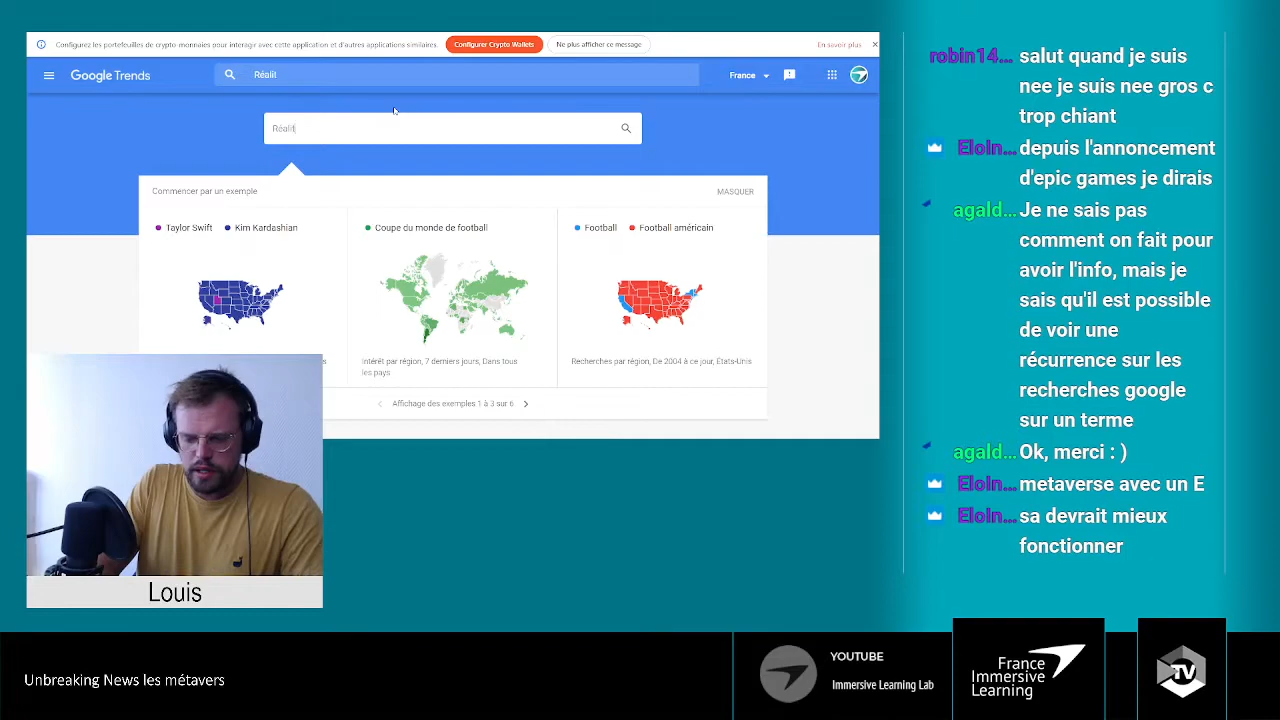 Configurez les portefeuilles de crypto-monnaies pour interagir avec cette application et d'autres applications similaires. Configurer Crypto Wallets Ne plus afficher ce message En savoir plus
Google Trends Réalit France
Réalit
Commencer par un exemple MASQUER
Taylor Swift Kim Kardashian Coupe du monde de football Football Football américain
Intérêt par région, 7 derniers jours, Dans tous
les pays
Recherches par région, De 2004 à ce jour, États-Unis
Affichage des exemples 1 à 3 sur 6
Louis
robin14... salut quand je suis
nee je suis nee gros c
trop chiant
Eloin... depuis l'annoncement
d'epic games je dirais
agald... Je ne sais pas
comment on fait pour
avoir l'info, mais je
sais qu'il est possible
de voir une
récurrence sur les
recherches google
sur un terme
agald... Ok, merci : )
Eloin... metaverse avec un E
Eloin... sa devrait mieux
fonctionner
Unbreaking News les métavers
YOUTUBE
Immersive Learning Lab
France
Immersive
Learning
TV